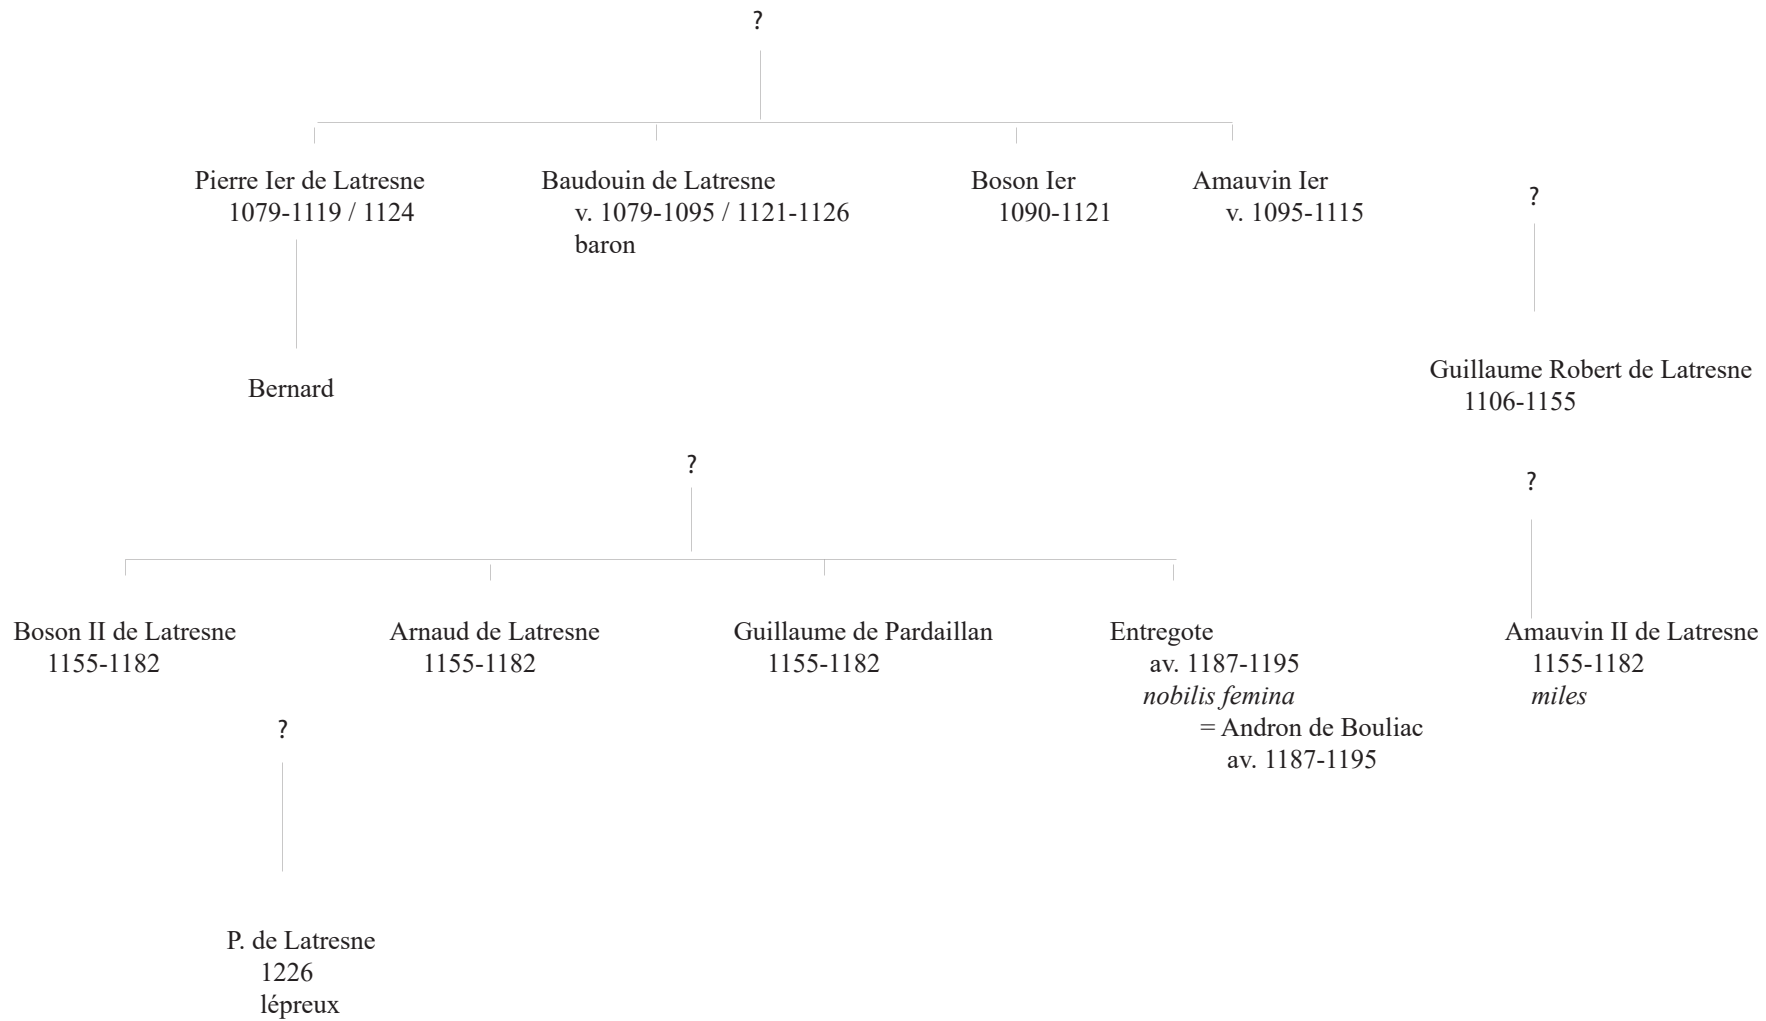 ?
Pierre Ier de Latresne
1079-1119 / 1124
Baudouin de Latresne
v. 1079-1095 / 1121-1126
baron
Boson Ier
1090-1121
Amauvin Ier
v. 1095-1115
?
Bernard
Guillaume Robert de Latresne
1106-1155
?
?
Boson II de Latresne
1155-1182
Arnaud de Latresne
1155-1182
Guillaume de Pardaillan
1155-1182
Entregote
av. 1187-1195
nobilis femina
= Andron de Bouliac
av. 1187-1195
Amauvin II de Latresne
1155-1182
miles
?
P. de Latresne
1226
lépreux